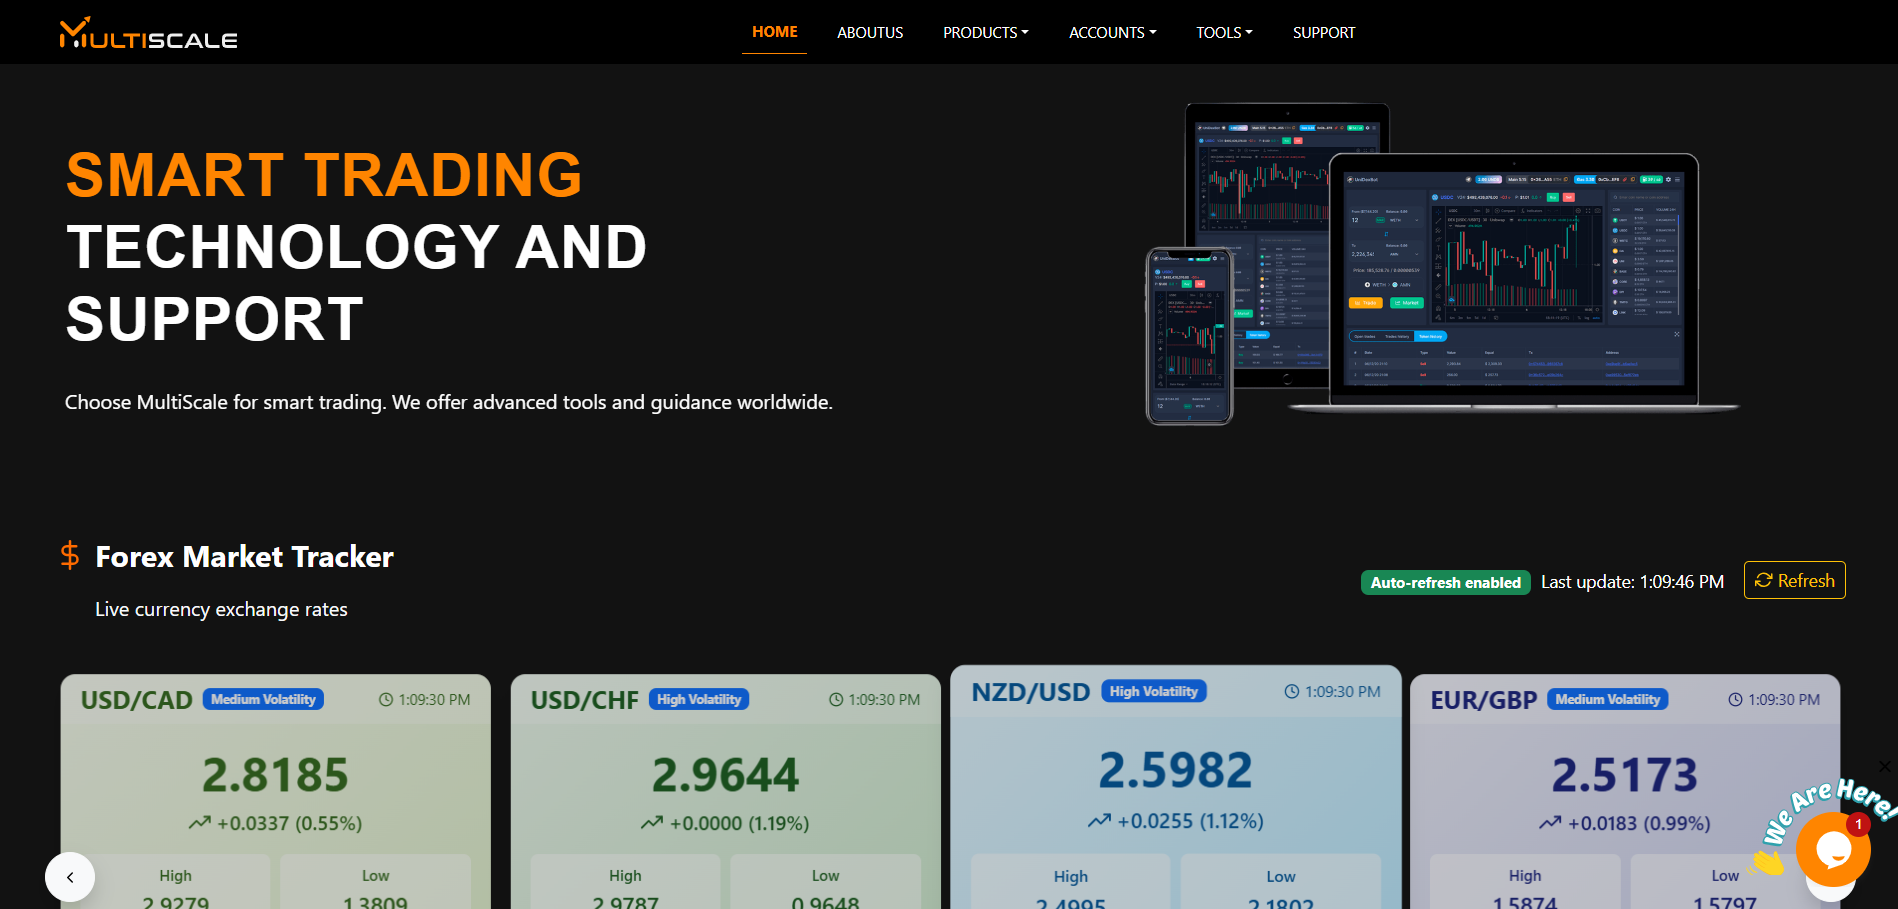 MULTISCALE
HOME
ABOUTUS
PRODUCTS
ACCOUNTS
TOOLS
SUPPORT
SMART TRADING
TECHNOLOGY AND
SUPPORT
Choose MultiScale for smart trading. We offer advanced tools and guidance worldwide.
Forex Market Tracker
Live currency exchange rates
Auto-refresh enabled
Last update: 1:09:46 PM
Refresh
USD/CAD Medium Volatility 1:09:30 PM
2.8185
+0.0337 (0.55%)
High Low
2.9279 1.3809
USD/CHF High Volatility 1:09:30 PM
2.9644
+0.0000 (1.19%)
High Low
2.9787 0.9648
NZD/USD High Volatility 1:09:30 PM
2.5982
+0.0255 (1.12%)
High Low
2.4995 2.1802
EUR/GBP Medium Volatility 1:09:30 PM
2.5173
+0.0183 (0.99%)
High Low
1.5874 1.5797
We Are Here!
1